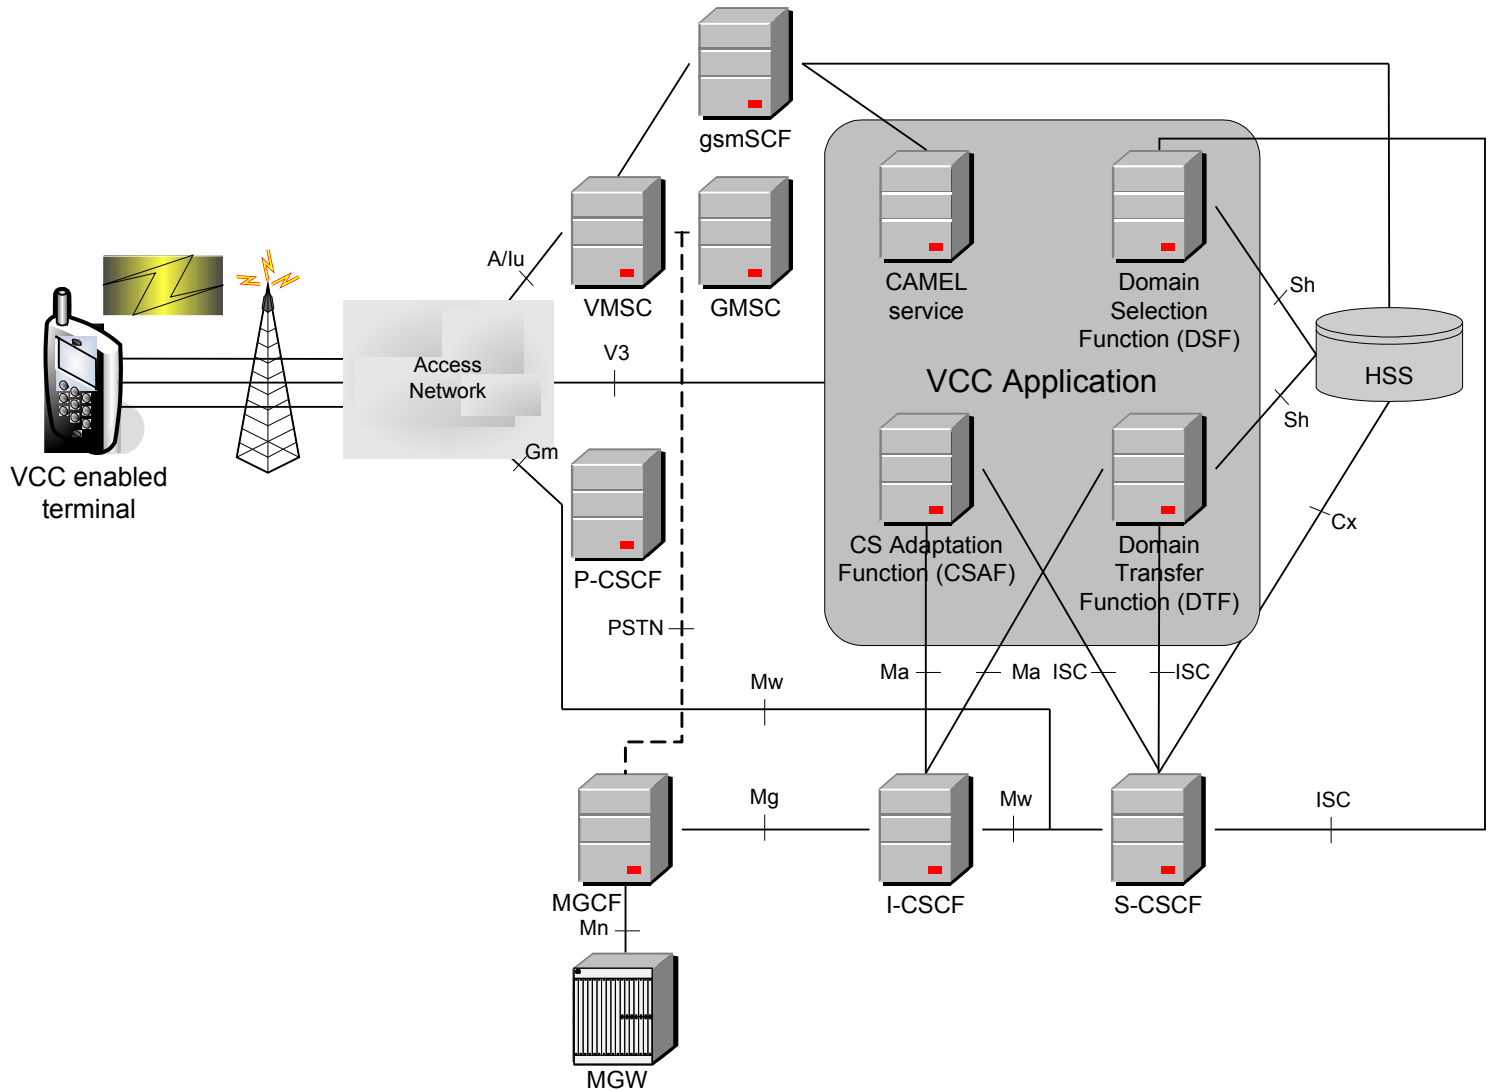 gsmSCF
A/Iu
VMSC
GMSC
CAMEL
service
Domain
Selection
Function (DSF)
Sh
HSS
Access
Network
V3
VCC Application
Sh
VCC enabled
terminal
Gm
P-CSCF
CS Adaptation
Function (CSAF)
Domain
Transfer
Function (DTF)
Cx
PSTN
Ma
Ma
ISC
ISC
Mw
Mg
Mw
ISC
MGCF
I-CSCF
S-CSCF
Mn
MGW